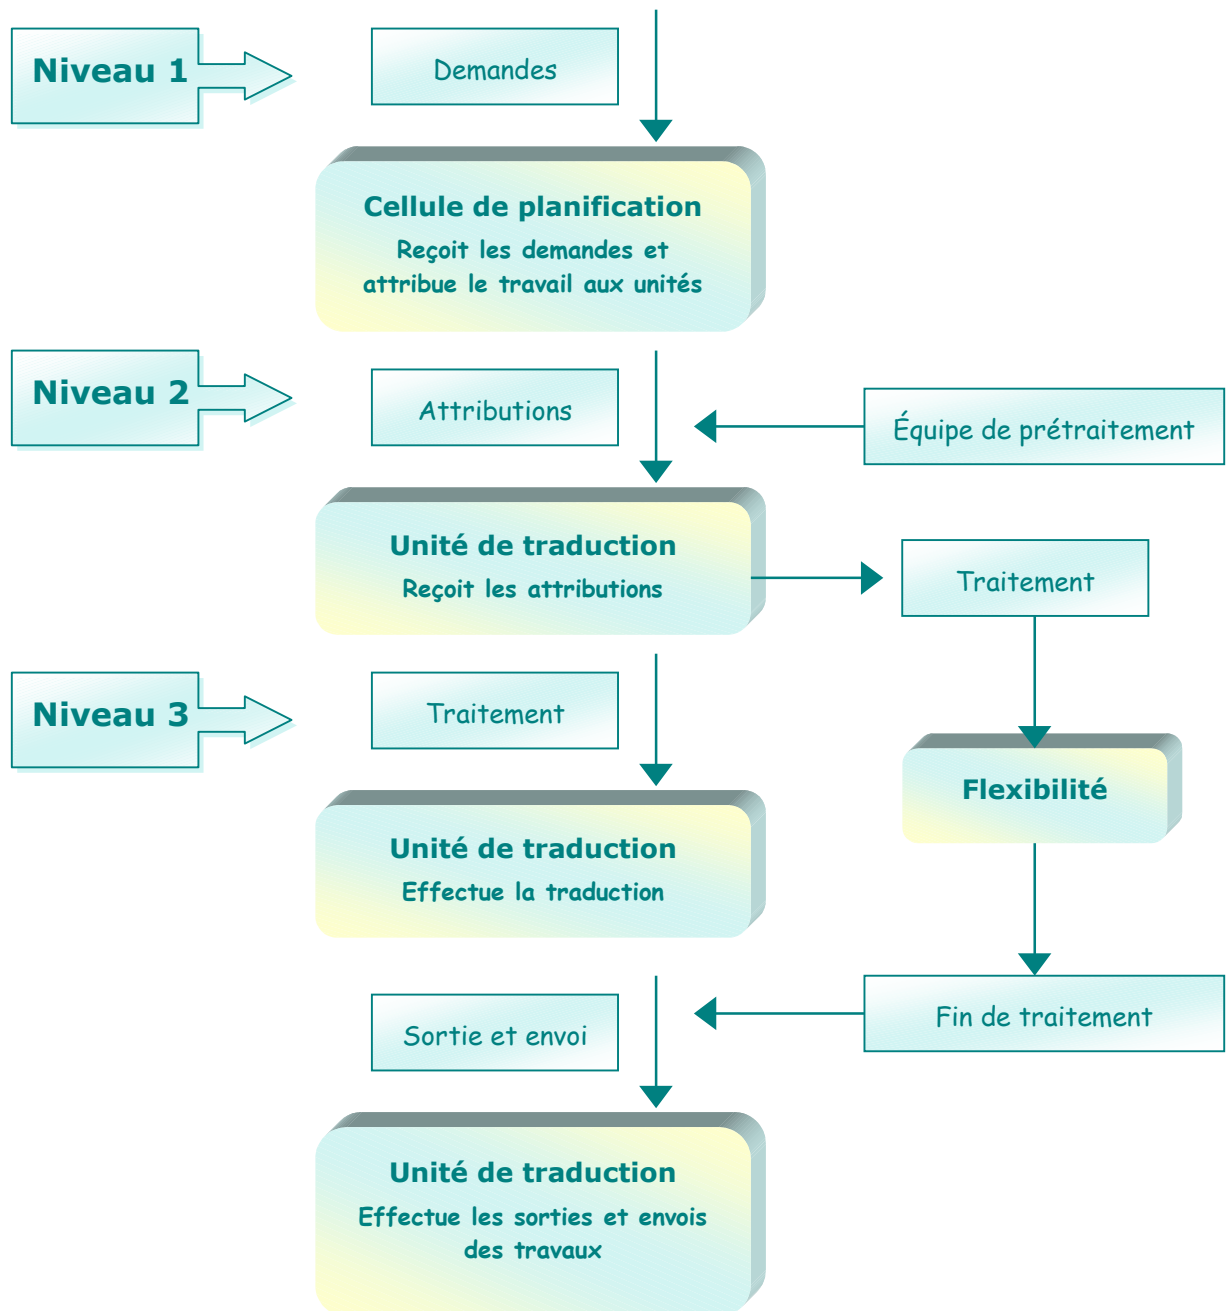 Niveau 1
Demandes
Cellule de planification
Reçoit les demandes et
attribue le travail aux unités
Niveau 2
Attributions
Équipe de prétraitement
Unité de traduction
Reçoit les attributions
Traitement
Niveau 3
Traitement
Flexibilité
Unité de traduction
Effectue la traduction
Sortie et envoi
Fin de traitement
Unité de traduction
Effectue les sorties et envois
des travaux